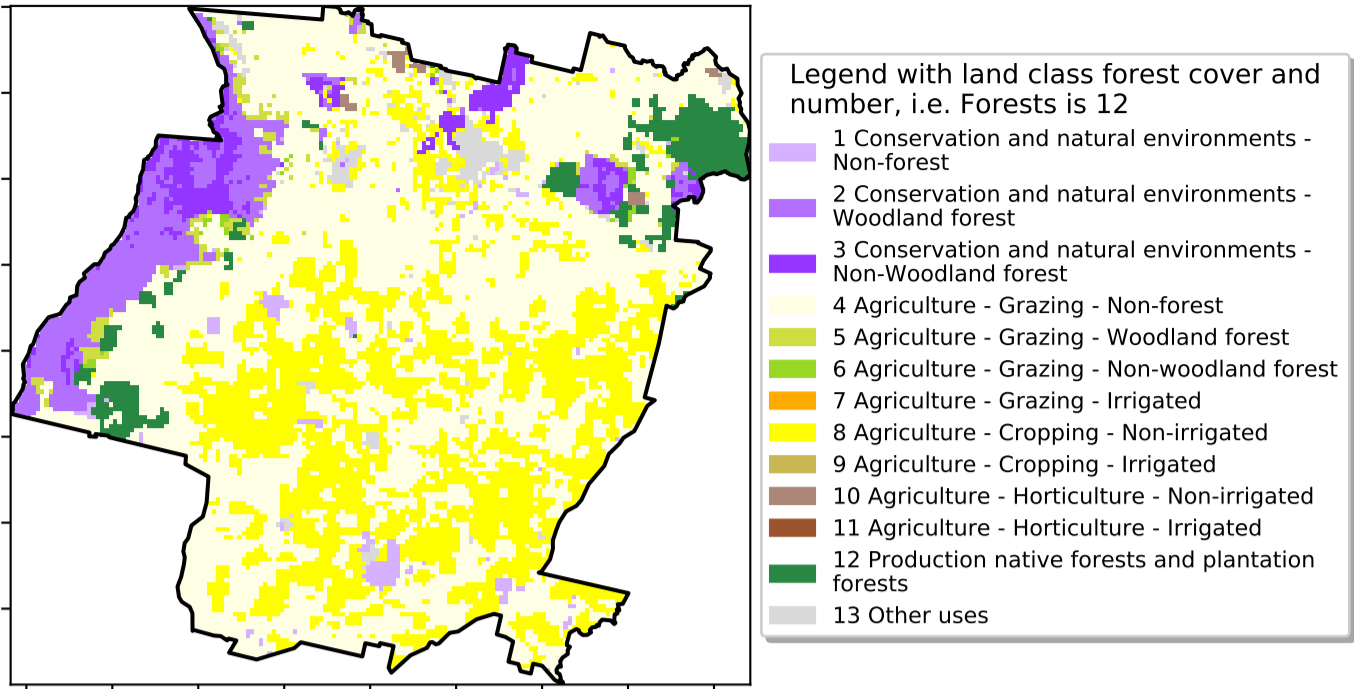 Legend with land class forest cover and
number, i.e. Forests is 12
1 Conservation and natural environments -
Non-forest
2 Conservation and natural environments -
Woodland forest
3 Conservation and natural environments -
Non-Woodland forest
4 Agriculture - Grazing - Non-forest
5 Agriculture - Grazing - Woodland forest
6 Agriculture - Grazing - Non-woodland forest
7 Agriculture - Grazing - Irrigated
8 Agriculture - Cropping - Non-irrigated
9 Agriculture - Cropping - Irrigated
10 Agriculture - Horticulture - Non-irrigated
11 Agriculture - Horticulture - Irrigated
12 Production native forests and plantation
forests
13 Other uses